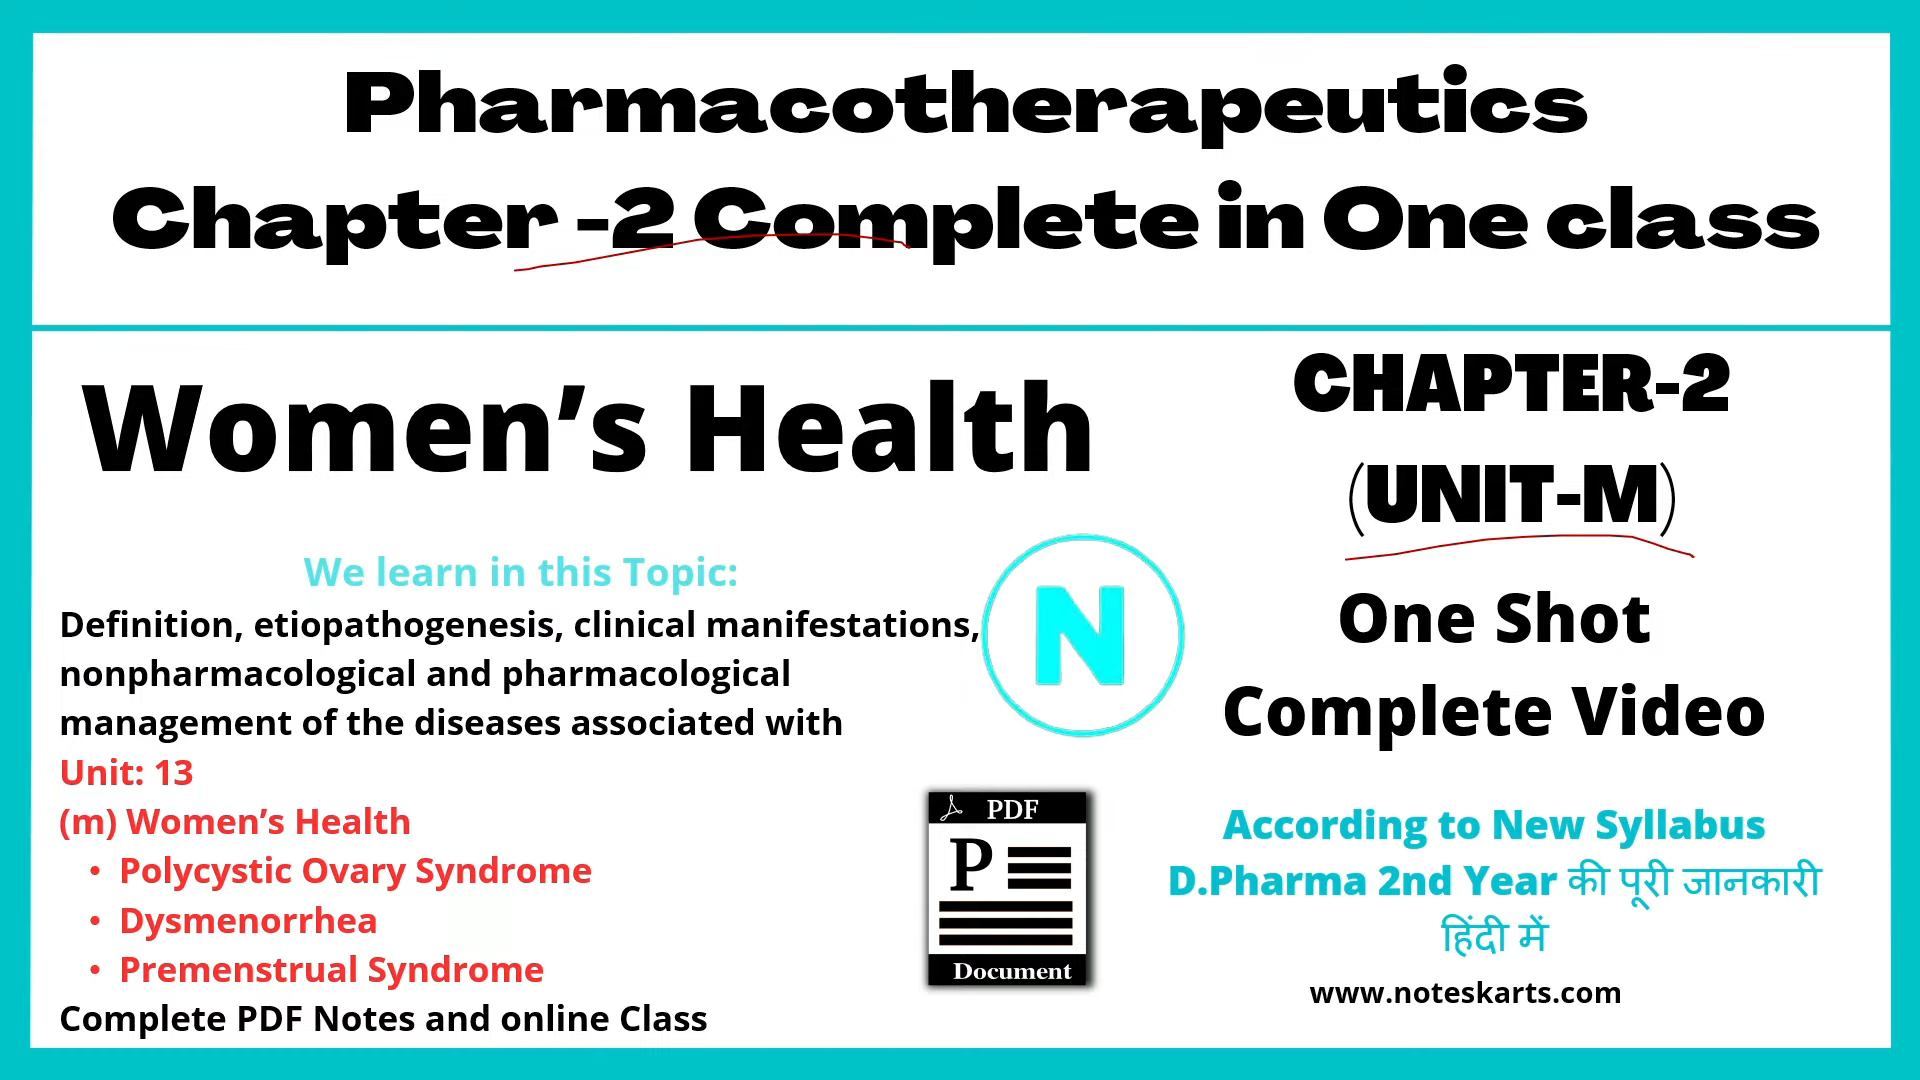 Pharmacotherapeutics
Chapter -2 Complete in One class
Women’s Health
We learn in this Topic:
Definition, etiopathogenesis, clinical manifestations,
nonpharmacological and pharmacological
management of the diseases associated with
Unit: 13
(m) Women’s Health
• Polycystic Ovary Syndrome
• Dysmenorrhea
• Premenstrual Syndrome
Complete PDF Notes and online Class
N
PDF
P
Document
CHAPTER-2
(UNIT-M)
One Shot
Complete Video
According to New Syllabus
D.Pharma 2nd Year की पूरी जानकारी
हिंदी में
www.noteskarts.com